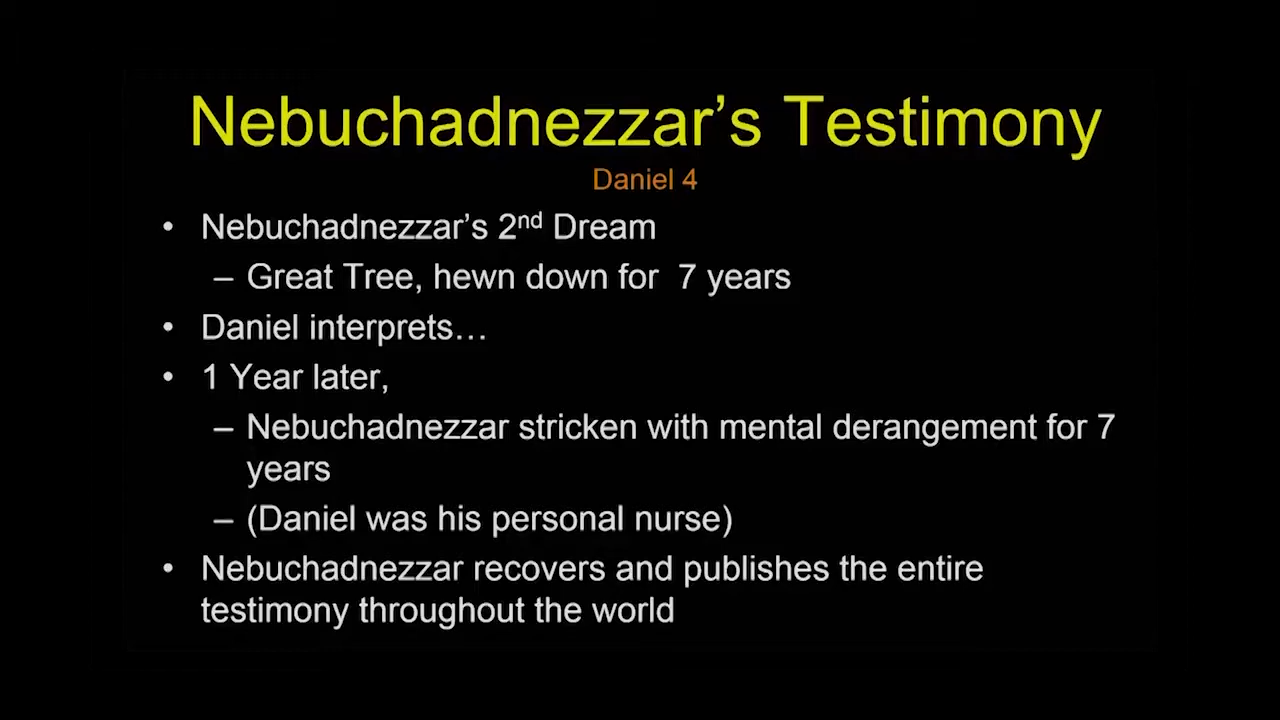 Nebuchadnezzar’s Testimony
Daniel 4
• Nebuchadnezzar’s 2nd Dream
– Great Tree, hewn down for 7 years
• Daniel interprets…
• 1 Year later,
– Nebuchadnezzar stricken with mental derangement for 7
years
– (Daniel was his personal nurse)
• Nebuchadnezzar recovers and publishes the entire
testimony throughout the world